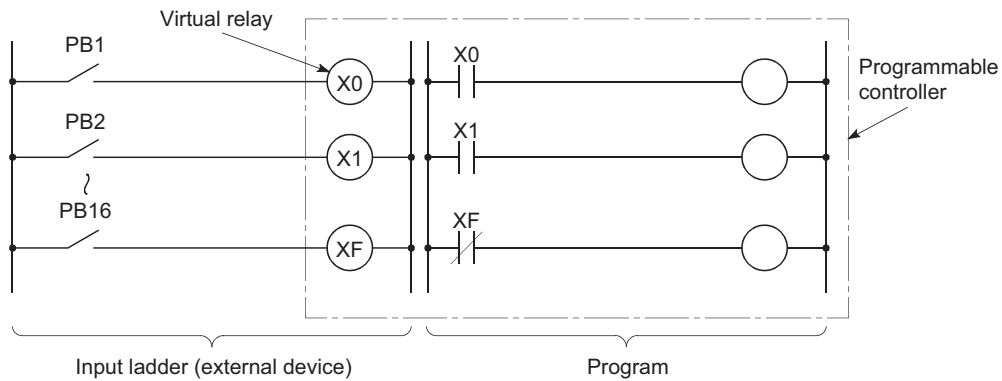 Virtual relay
PB1
X0
X0
Programmable
controller
PB2
X1
X1
PB16
XF
XF
Input ladder (external device)
Program